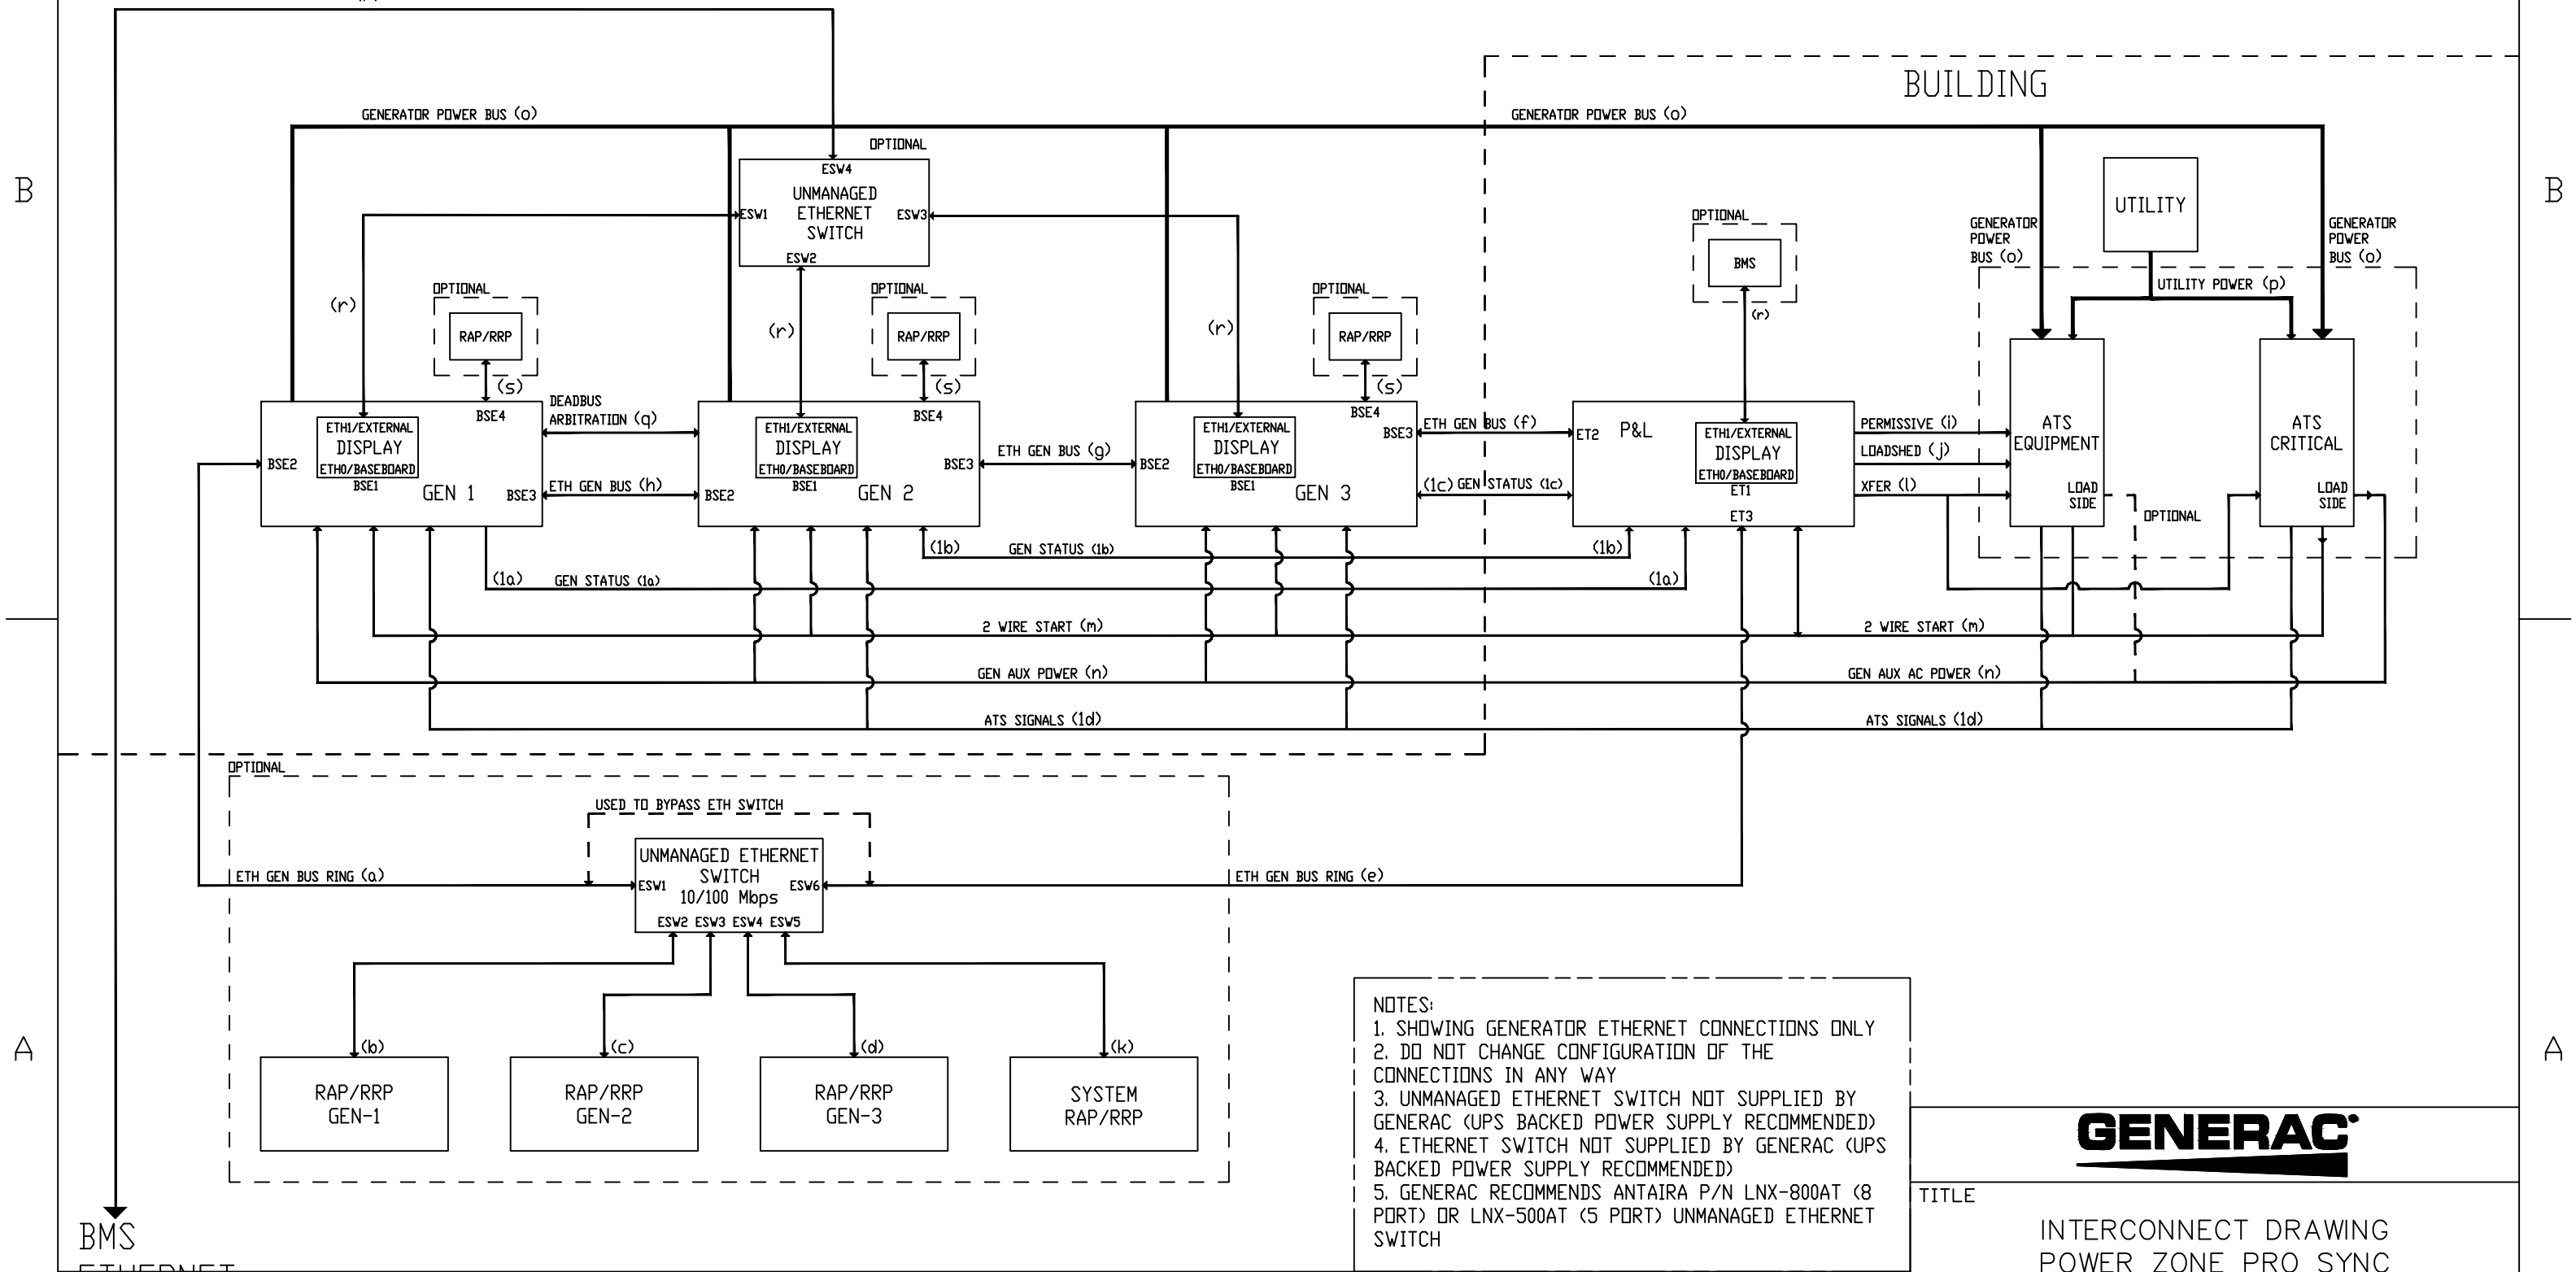 BUILDING
GENERATOR POWER BUS (o)
GENERATOR POWER BUS (o)
OPTIONAL
ESW4
UNMANAGED
ETHERNET
SWITCH
ESW1
ESW3
ESW2
B
B
UTILITY
OPTIONAL
BMS
(r)
GENERATOR
POWER
BUS (o)
GENERATOR
POWER
BUS (o)
UTILITY POWER (p)
(r)
(r)
(r)
OPTIONAL
RAP/RRP
(s)
OPTIONAL
RAP/RRP
(s)
OPTIONAL
RAP/RRP
(s)
BSE4
ETH1/EXTERNAL
DISPLAY
ETH0/BASEBOARD
BSE1
BSE2
GEN 1
BSE3
DEADBUS
ARBITRATION (q)
ETH GEN BUS (h)
BSE4
ETH1/EXTERNAL
DISPLAY
ETH0/BASEBOARD
BSE1
BSE2
GEN 2
BSE3
ETH GEN BUS (g)
BSE4
ETH1/EXTERNAL
DISPLAY
ETH0/BASEBOARD
BSE1
BSE2
GEN 3
BSE3
ETH GEN BUS (f)
(1c) GEN STATUS (1c)
ET2
P&L
ETH1/EXTERNAL
DISPLAY
ETH0/BASEBOARD
ET1
ET3
PERMISSIVE (i)
LOADSHED (j)
XFER (l)
ATS
EQUIPMENT
LOAD
SIDE
OPTIONAL
ATS
CRITICAL
LOAD
SIDE
(1b)
GEN STATUS (1b)
(1b)
(1a)
GEN STATUS (1a)
(1a)
2 WIRE START (m)
2 WIRE START (m)
GEN AUX POWER (n)
GEN AUX AC POWER (n)
ATS SIGNALS (1d)
ATS SIGNALS (1d)
OPTIONAL
USED TO BYPASS ETH SWITCH
UNMANAGED ETHERNET
SWITCH
10/100 Mbps
ESW1
ESW6
ESW2 ESW3 ESW4 ESW5
ETH GEN BUS RING (a)
ETH GEN BUS RING (e)
(b)
(c)
(d)
(k)
RAP/RRP
GEN-1
RAP/RRP
GEN-2
RAP/RRP
GEN-3
SYSTEM
RAP/RRP
A
A
NOTES:
1. SHOWING GENERATOR ETHERNET CONNECTIONS ONLY
2. DO NOT CHANGE CONFIGURATION OF THE
CONNECTIONS IN ANY WAY
3. UNMANAGED ETHERNET SWITCH NOT SUPPLIED BY
GENERAC (UPS BACKED POWER SUPPLY RECOMMENDED)
4. ETHERNET SWITCH NOT SUPPLIED BY GENERAC (UPS
BACKED POWER SUPPLY RECOMMENDED)
5. GENERAC RECOMMENDS ANTAIRA P/N LNX-800AT (8
PORT) OR LNX-500AT (5 PORT) UNMANAGED ETHERNET
SWITCH
GENERAC
TITLE
INTERCONNECT DRAWING
POWER ZONE PRO SYNC
BMS
ETHERNET